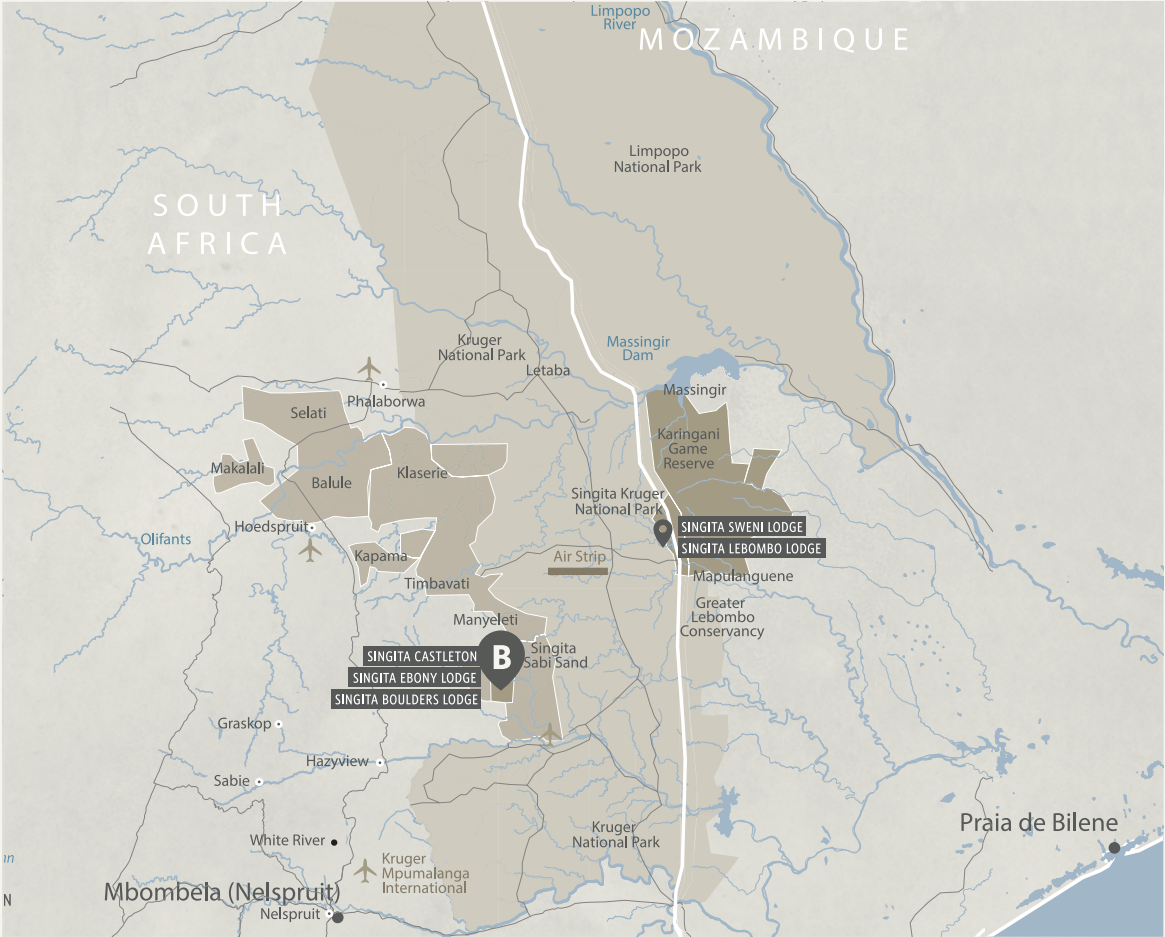 Limpopo
River
MOZAMBIQUE
Limpopo
National Park
SOUTH
AFRICA
Massingir
Dam
Kruger
National Park
Letaba
Massingir
Phalaborwa
Selati
Karingani
Game
Reserve
Makalali
Balule
Klaserie
Singita Kruger
National Park
Hoedspruit
SINGITA SWENI LODGE
Olifants
SINGITA LEBOMBO LODGE
Kapama
Air Strip
Timbavati
Mapulanguene
Greater
Lebombo
Conservancy
Manyeleti
B
Singita
Sabi Sand
SINGITA CASTLETON
SINGITA EBONY LODGE
SINGITA BOULDERS LODGE
Graskop
Hazyview
Sabie
Praia de Bilene
White River
Kruger
National Park
Kruger
Mpumalanga
International
Mbombela (Nelspruit)
Nelspruit